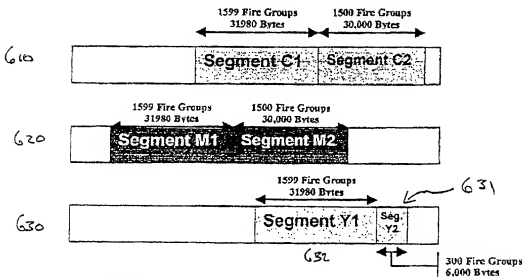 1599 Fire Groups 1500 Fire Groups
31980 Bytes 30,000 Bytes
610 Segment C1 Segment C2
1599 Fire Groups 1500 Fire Groups
31980 Bytes 30,000 Bytes
620 Segment M1 Segment M2
1599 Fire Groups
31980 Bytes
631
630 Segment Y1 Seg. Y2
632
300 Fire Groups
6,000 Bytes